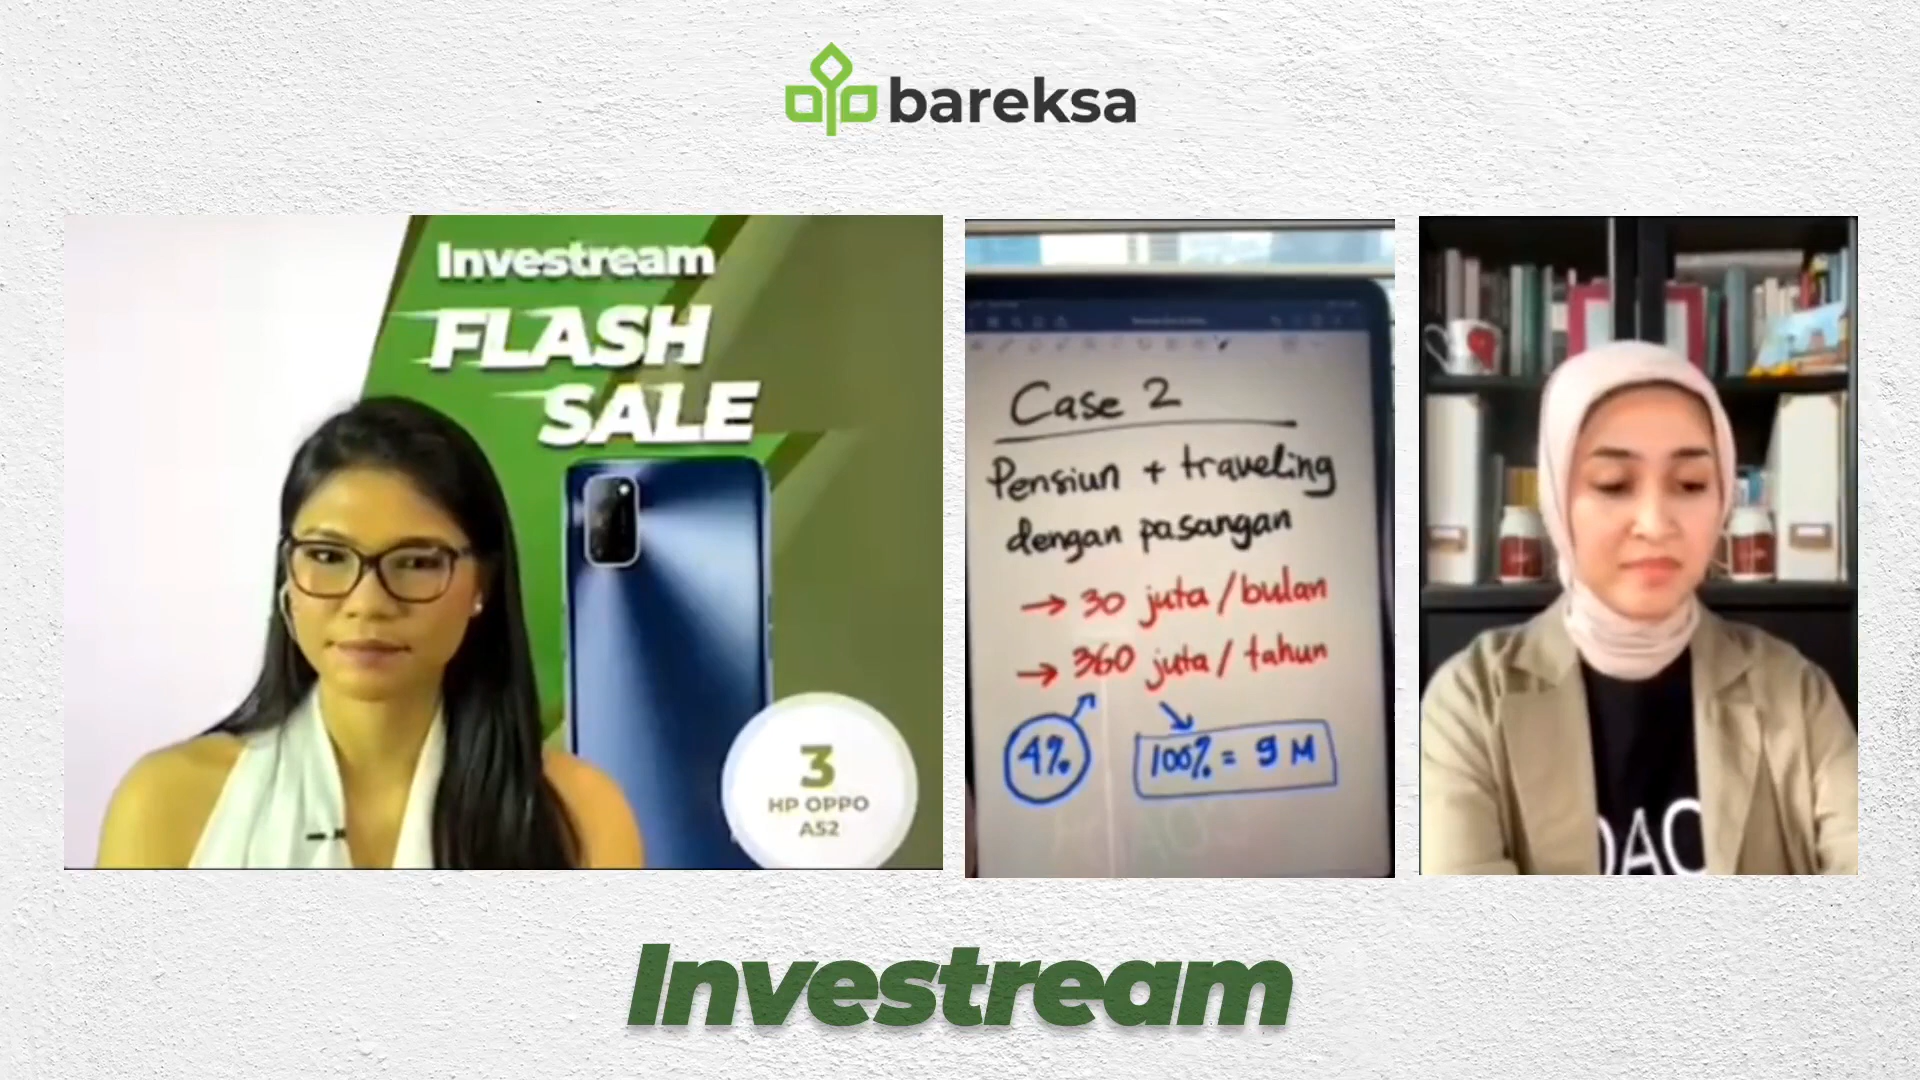 bareksa
Investream
FLASH
SALE
3
HP OPPO
A52
Case 2
Pensiun + traveling
dengan pasangan
→ 30 juta / bulan
→ 360 juta / tahun
4%
100% = 9 M
DAO
Investream